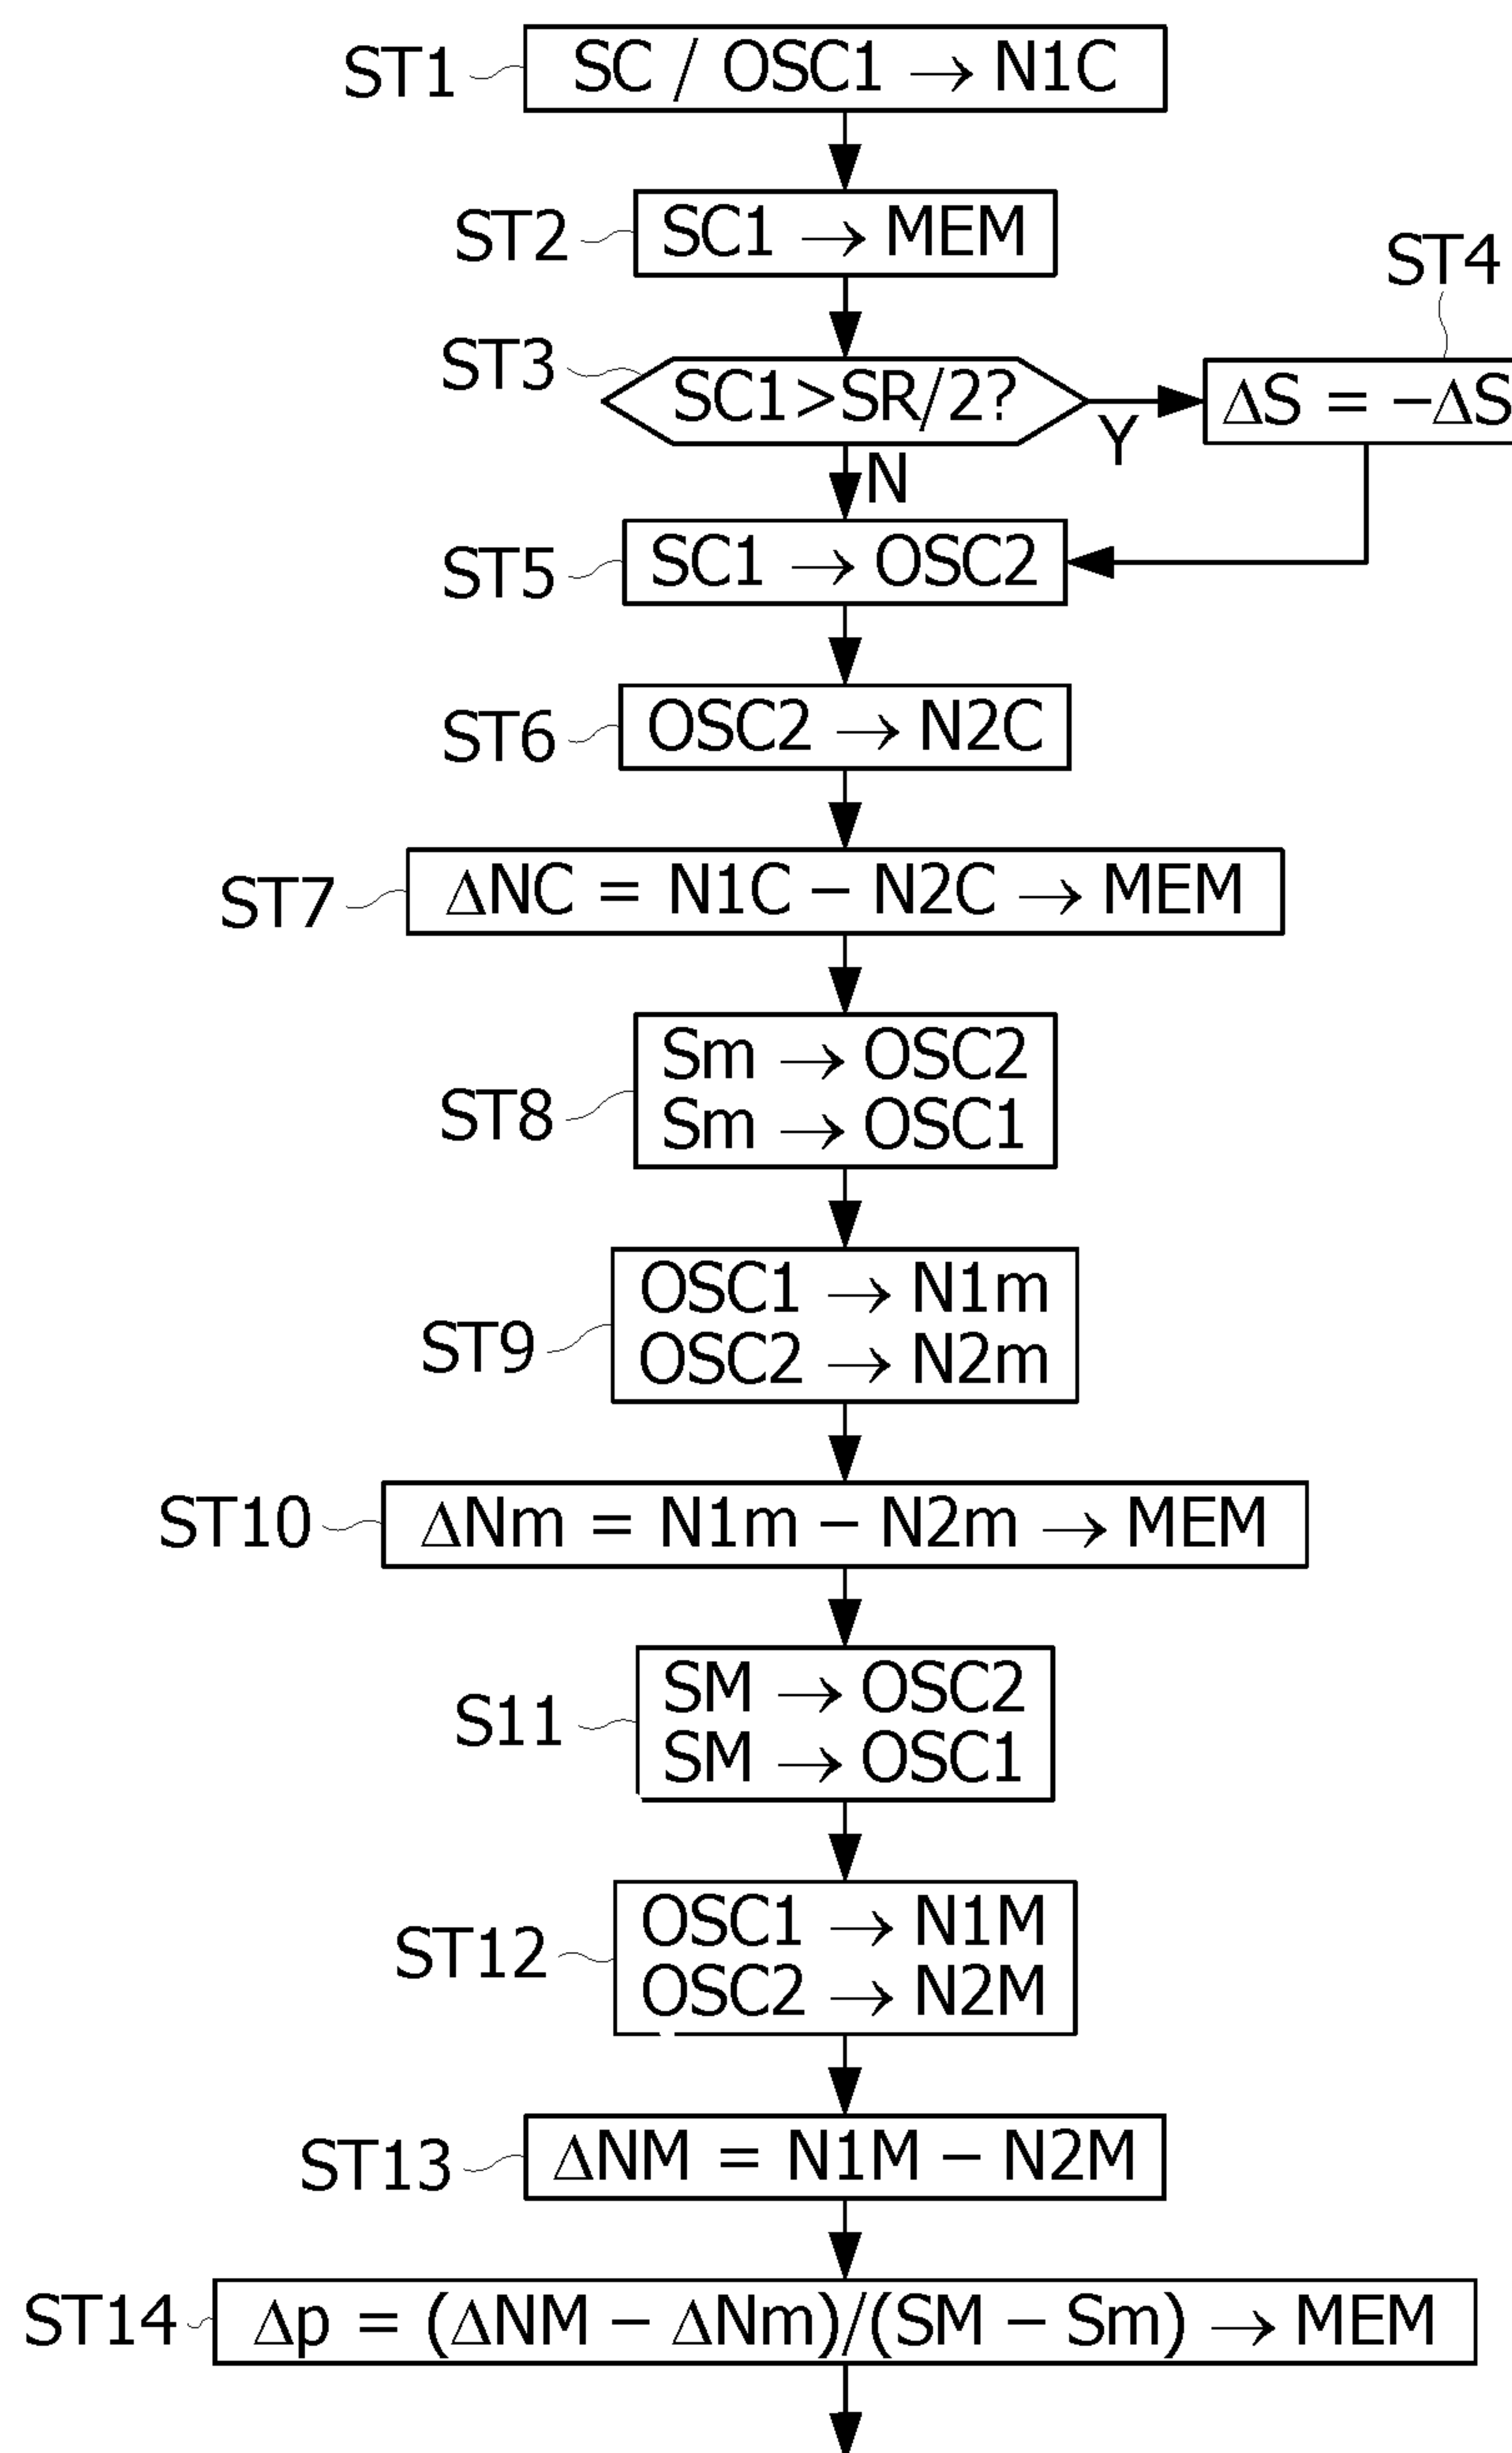 ST1 SC / OSC1 → N1C
ST2 SC1 → MEM
ST4
ST3 SC1>SR/2?
Y
ΔS = −ΔS
N
ST5 SC1 → OSC2
ST6 OSC2 → N2C
ST7 ΔNC = N1C − N2C → MEM
ST8
Sm → OSC2
Sm → OSC1
ST9
OSC1 → N1m
OSC2 → N2m
ST10 ΔNm = N1m − N2m → MEM
S11
SM → OSC2
SM → OSC1
ST12
OSC1 → N1M
OSC2 → N2M
ST13 ΔNM = N1M − N2M
ST14 Δp = (ΔNM − ΔNm)/(SM − Sm) → MEM